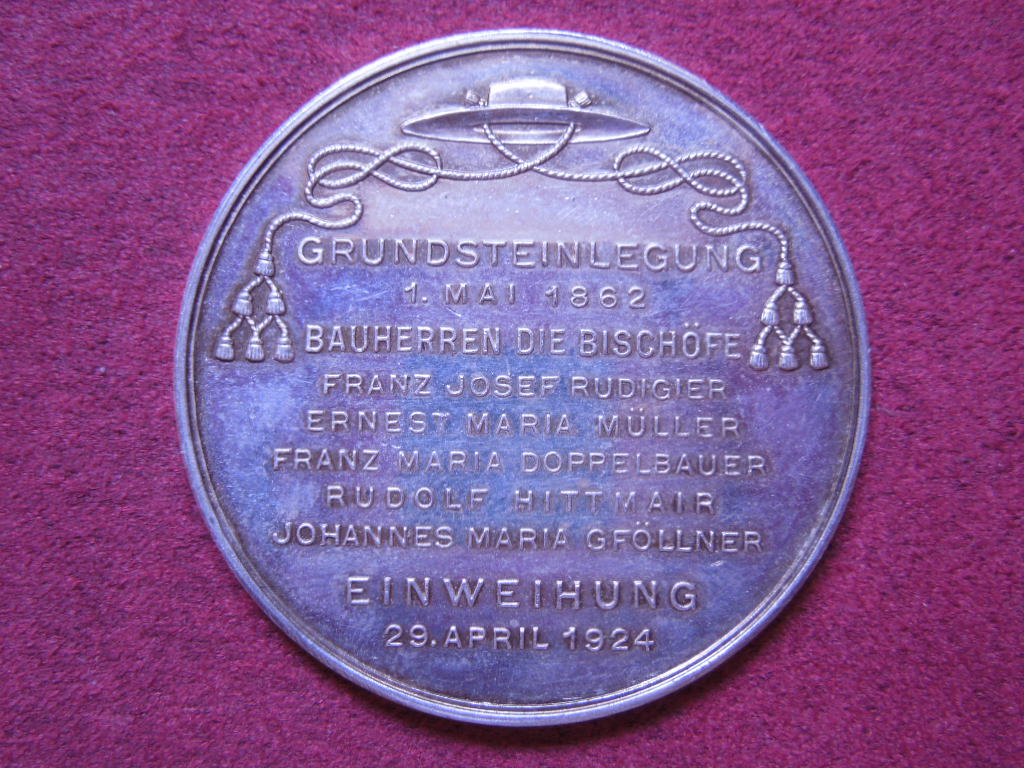 GRUNDSTEINLEGUNG
1. MAI 1862
BAUHERREN DIE BISCHÖFE
FRANZ JOSEF RUDIGIER
ERNEST MARIA MÜLLER
FRANZ MARIA DOPPELBAUER
RUDOLF HITTMAIR
JOHANNES MARIA GFÖLLNER
EINWEIHUNG
29. APRIL 1924